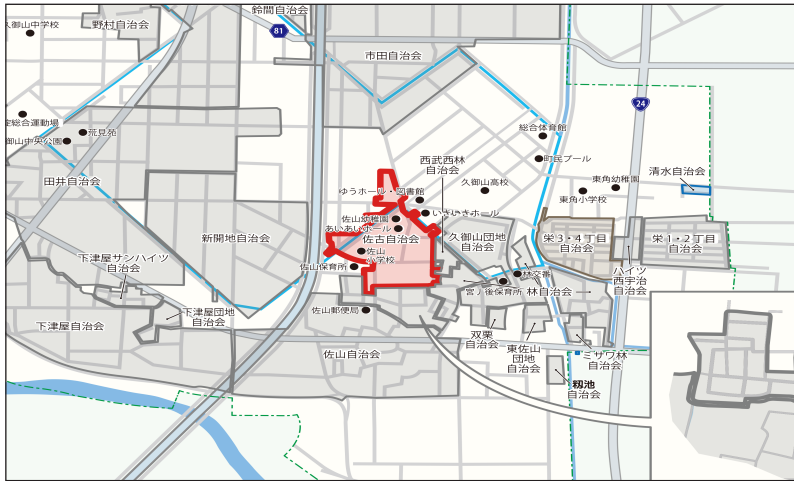 鈴間自治会
久御山中学校
野村自治会
81
市田自治会
24
総合運動場
荒見苑
御山中央公園
田井自治会
総合体育館
町民プール
西武西林
自治会
清水自治会
ゆうホール・図書館
久御山高校
東角幼稚園
東角小学校
いきいきホール
佐山幼稚園
あいあいホール
佐古自治会
新開地自治会
久御山団地
自治会
栄3・4丁目
自治会
栄1・2丁目
自治会
佐山
小学校
佐山保育所
下津屋サンハイツ
自治会
林交番
宮ノ後保育所
林自治会
ハイツ
西宇治
自治会
下津屋自治会
下津屋団地
自治会
佐山郵便局
佐山自治会
双栗
自治会
東佐山
団地
自治会
ミサワ林
自治会
籾池
自治会